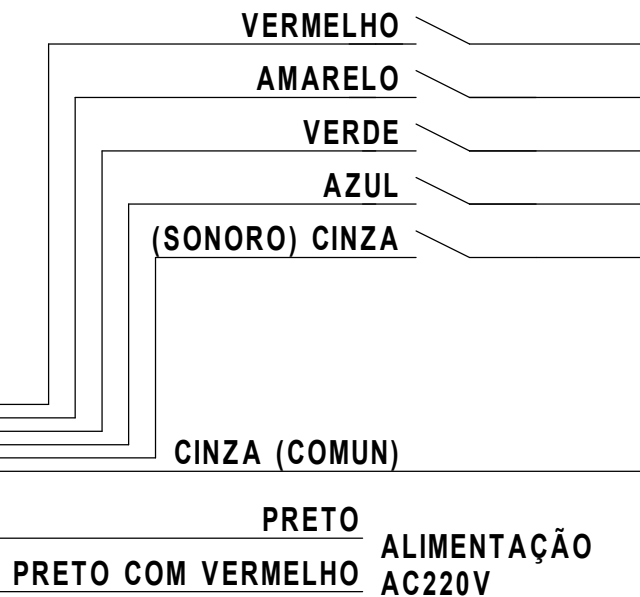 VERMELHO
AMARELO
VERDE
AZUL
(SONORO) CINZA
CINZA (COMUN)
PRETO
PRETO COM VERMELHO
ALIMENTAÇÃO
AC220V